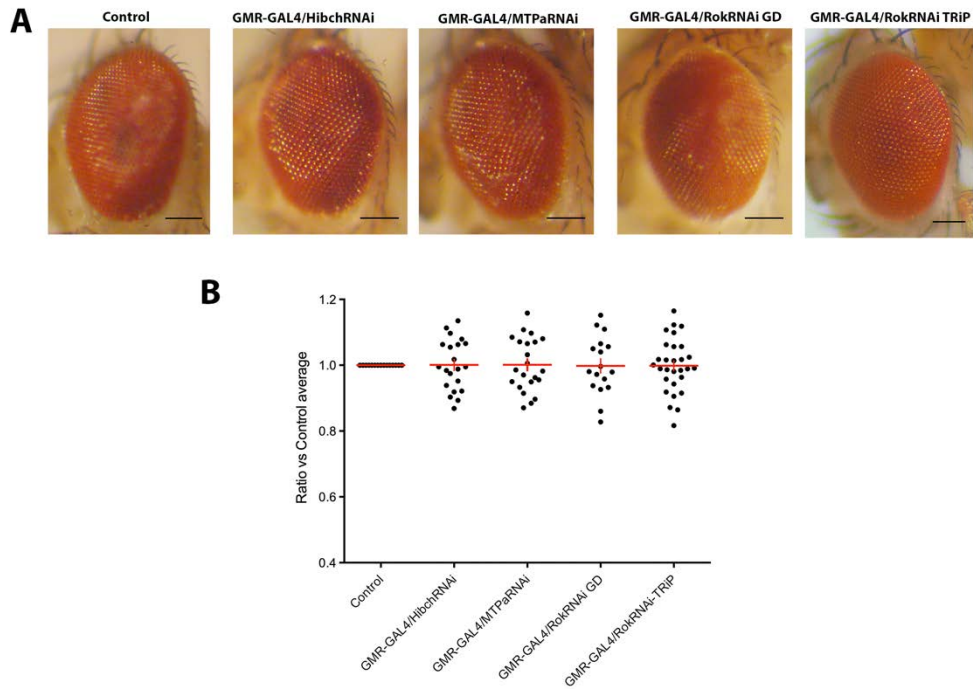 A
Control
GMR-GAL4/HibchRNAi
GMR-GAL4/MTPaRNAi
GMR-GAL4/RokRNAi GD
GMR-GAL4/RokRNAi TRiP
B
Ratio vs Control average
1.2
1.0
0.8
0.6
0.4
Control
GMR-GAL4/HibchRNAi
GMR-GAL4/MTPaRNAi
GMR-GAL4/RokRNAi GD
GMR-GAL4/RokRNAi-TRiP